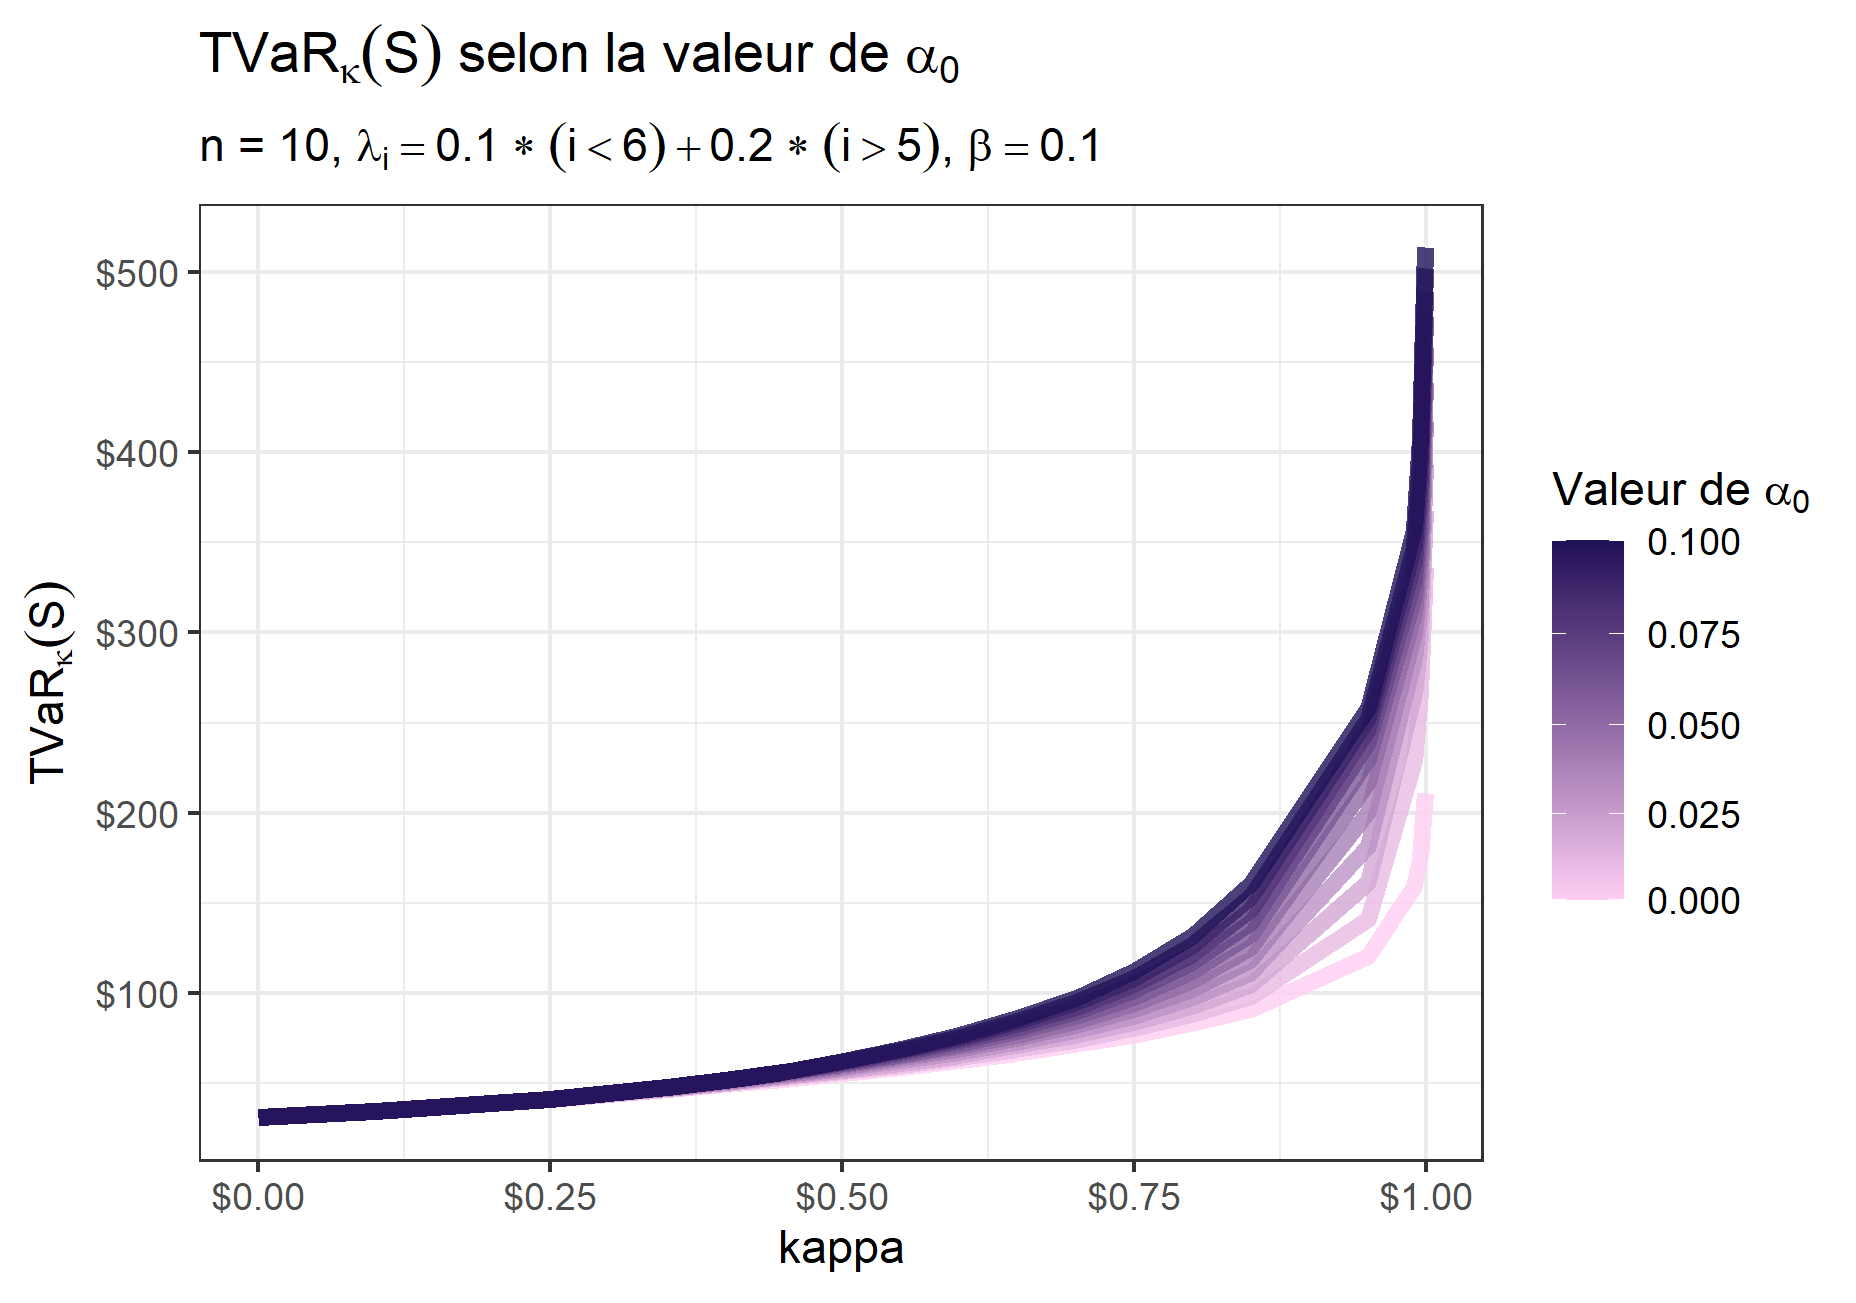 TVaRκ(S) selon la valeur de α0
n = 10, λi = 0.1 * (i < 6) + 0.2 * (i > 5), β = 0.1
TVaRκ(S)
$500
$400
$300
$200
$100
$0.00 $0.25 $0.50 $0.75 $1.00
kappa
Valeur de α0
0.100
0.075
0.050
0.025
0.000